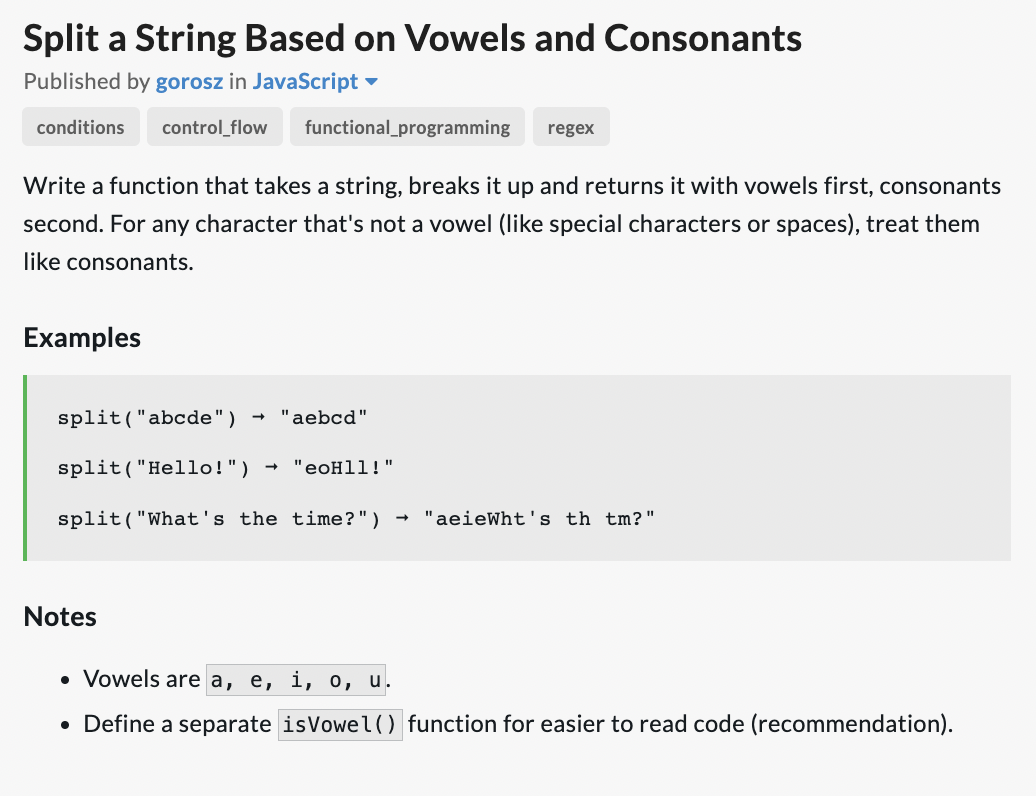 Split a String Based on Vowels and Consonants
Published by gorosz in JavaScript
conditions control_flow functional_programming regex
Write a function that takes a string, breaks it up and returns it with vowels first, consonants
second. For any character that's not a vowel (like special characters or spaces), treat them
like consonants.
Examples
split("abcde") ➞ "aebcd"
split("Hello!") ➞ "eoHll!"
split("What's the time?") ➞ "aeieWht's th tm?"
Notes
• Vowels are a, e, i, o, u.
• Define a separate isVowel() function for easier to read code (recommendation).